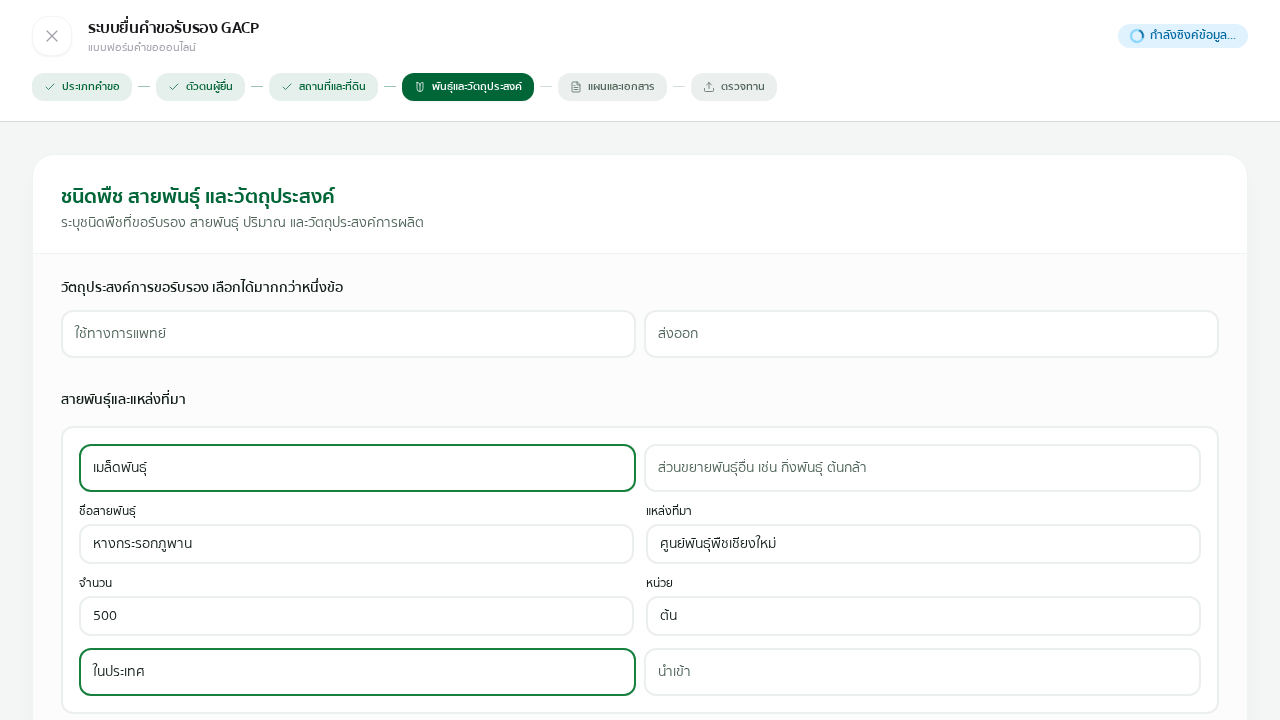 ระบบยื่นคำขอรับรอง GACP
แบบฟอร์มคำขอออนไลน์
กำลังซิงค์ข้อมูล...
ประเภทคำขอ
ตัวตนผู้ยื่น
สถานที่และที่ดิน
พันธุ์และวัตถุประสงค์
แผนและเอกสาร
ตรวจทาน
ชนิดพืช สายพันธุ์ และวัตถุประสงค์
ระบุชนิดพืชที่ขอรับรอง สายพันธุ์ ปริมาณ และวัตถุประสงค์การผลิต
วัตถุประสงค์การขอรับรอง เลือกได้มากกว่าหนึ่งข้อ
ใช้ทางการแพทย์
ส่งออก
สายพันธุ์และแหล่งที่มา
เมล็ดพันธุ์
ส่วนขยายพันธุ์อื่น เช่น กิ่งพันธุ์ ต้นกล้า
ชื่อสายพันธุ์
แหล่งที่มา
หางกระรอกภูพาน
ศูนย์พันธุ์พืชเชียงใหม่
จำนวน
หน่วย
500
ต้น
ในประเทศ
นำเข้า